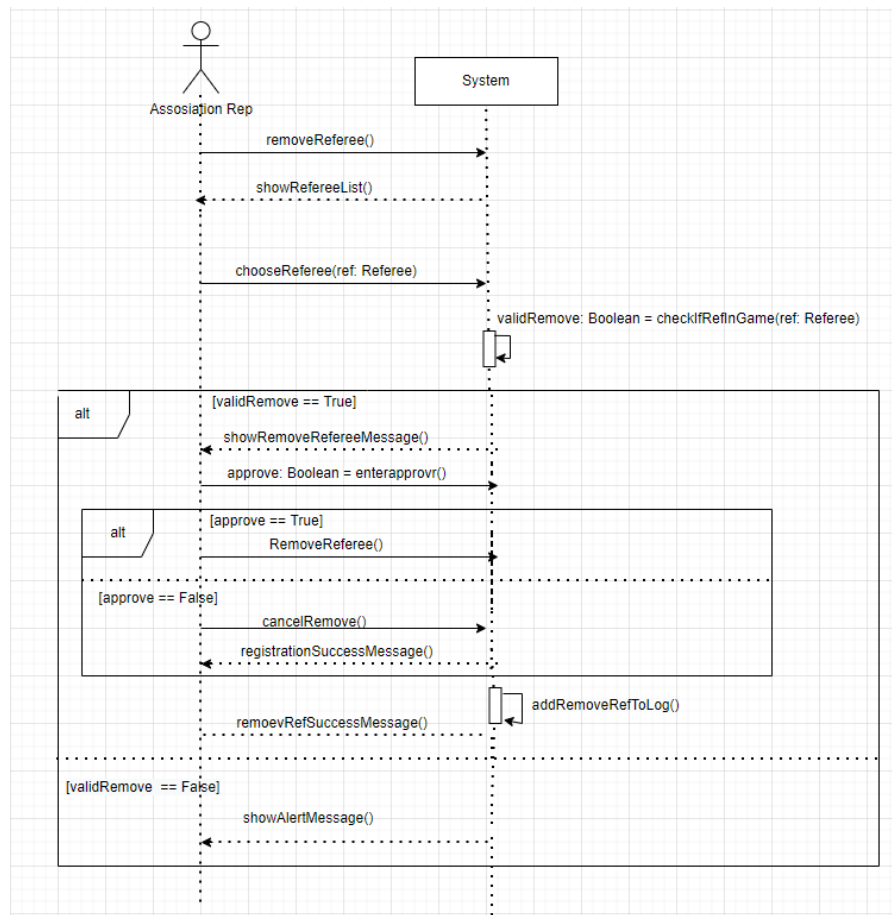 System
Assosiation Rep
removeReferee()
showRefereeList()
chooseReferee(ref: Referee)
validRemove: Boolean = checkIfRefInGame(ref: Referee)
alt
[validRemove == True]
showRemoveRefereeMessage()
approve: Boolean = enterapprovr()
alt
[approve == True]
RemoveReferee()
[approve == False]
cancelRemove()
registrationSuccessMessage()
addRemoveRefToLog()
remoevRefSuccessMessage()
[validRemove == False]
showAlertMessage()